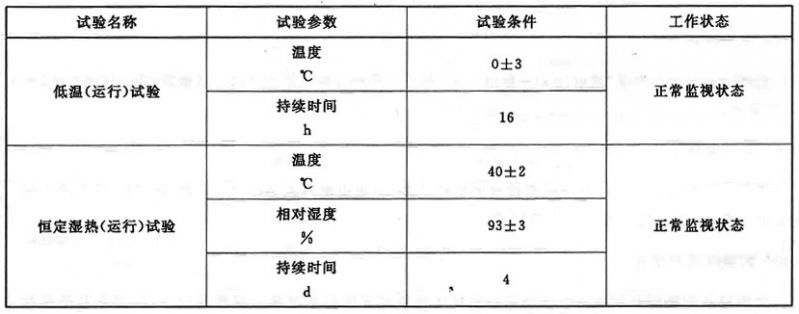 试验名称 试验参数 试验条件 工作状态
低温(运行)试验
温度
℃
0±3
正常监视状态
持续时间
h
16
恒定湿热(运行)试验
温度
℃
40±2
正常监视状态
相对湿度
%
93±3
持续时间
d
4